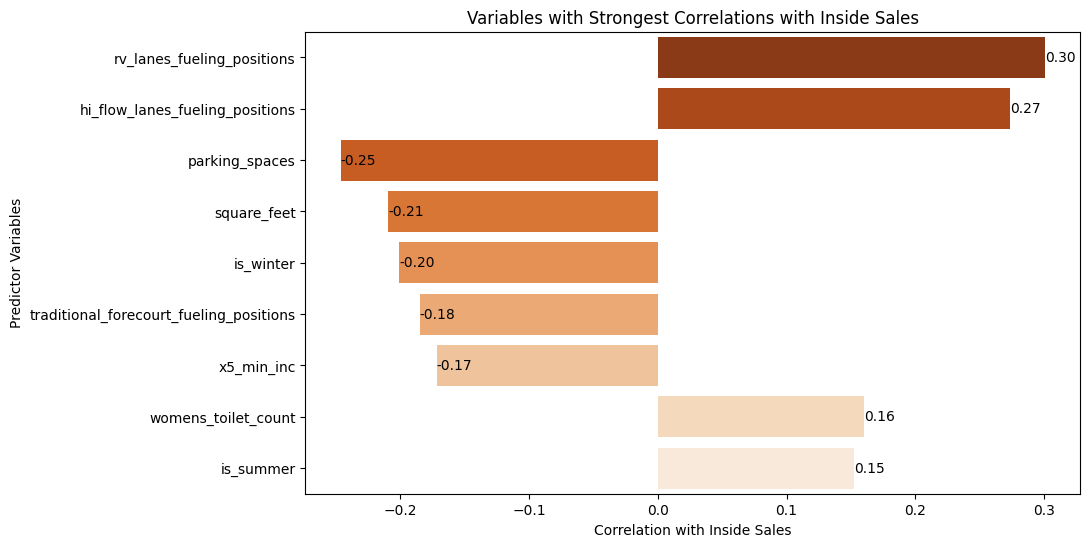 Variables with Strongest Correlations with Inside Sales
rv_lanes_fueling_positions
0.30
hi_flow_lanes_fueling_positions
0.27
parking_spaces
-0.25
square_feet
-0.21
is_winter
-0.20
traditional_forecourt_fueling_positions
-0.18
x5_min_inc
-0.17
womens_toilet_count
0.16
is_summer
0.15
Predictor Variables
−0.2
−0.1
0.0
0.1
0.2
0.3
Correlation with Inside Sales